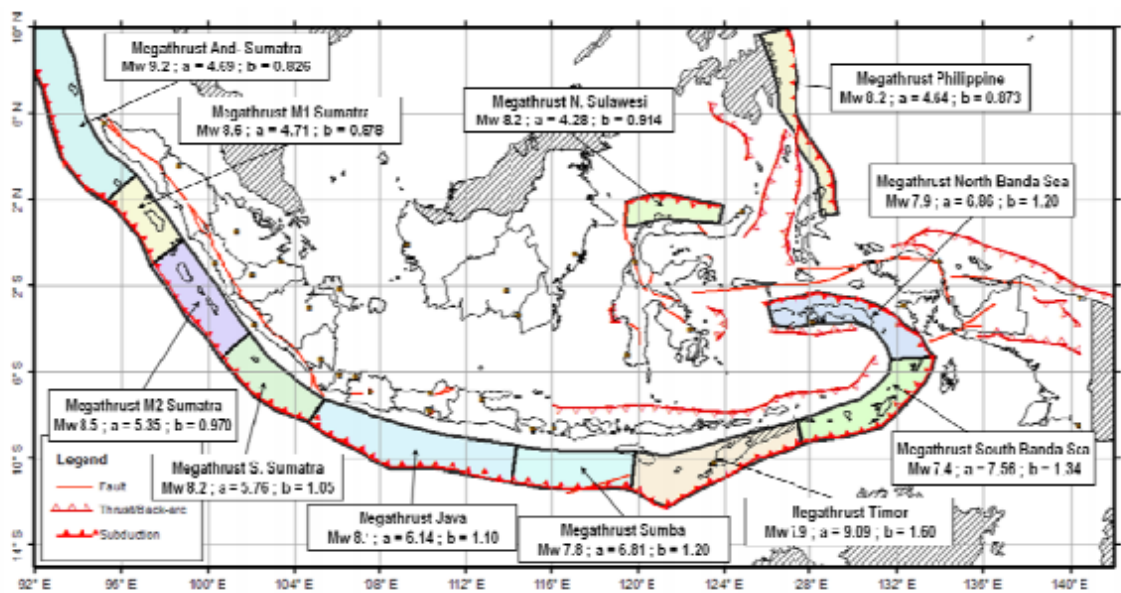 10°N
Megathrust And- Sumatra
Mw 9.2 ; a = 4.69 ; b = 0.826
Megathrust M1 Sumatra
Mw 8.6 ; a = 4.71 ; b = 0.878
Megathrust N. Sulawesi
Mw 8.2 ; a = 4.28 ; b = 0.914
Megathrust Philippine
Mw 8.2 ; a = 4.64 ; b = 0.873
6°N
Megathrust North Banda Sea
Mw 7.9 ; a = 6.86 ; b = 1.20
2°N
2°S
6°S
Megathrust M2 Sumatra
Mw 8.5 ; a = 5.35 ; b = 0.970
Megathrust S. Sumatra
Mw 8.2 ; a = 5.76 ; b = 1.05
Megathrust South Banda Sea
Mw 7.4 ; a = 7.56 ; b = 1.34
10°S
Legend
Fault
Thrust/Back-arc
Subduction
Megathrust Java
a = 6.14 ; b = 1.10
Megathrust Sumba
Mw 7.8 ; a = 6.81 ; b = 1.20
Megathrust Timor
a = 9.09 ; b = 1.60
14°S
92°E 96°E 100°E 104°E 108°E 112°E 116°E 120°E 124°E 128°E 132°E 136°E 140°E